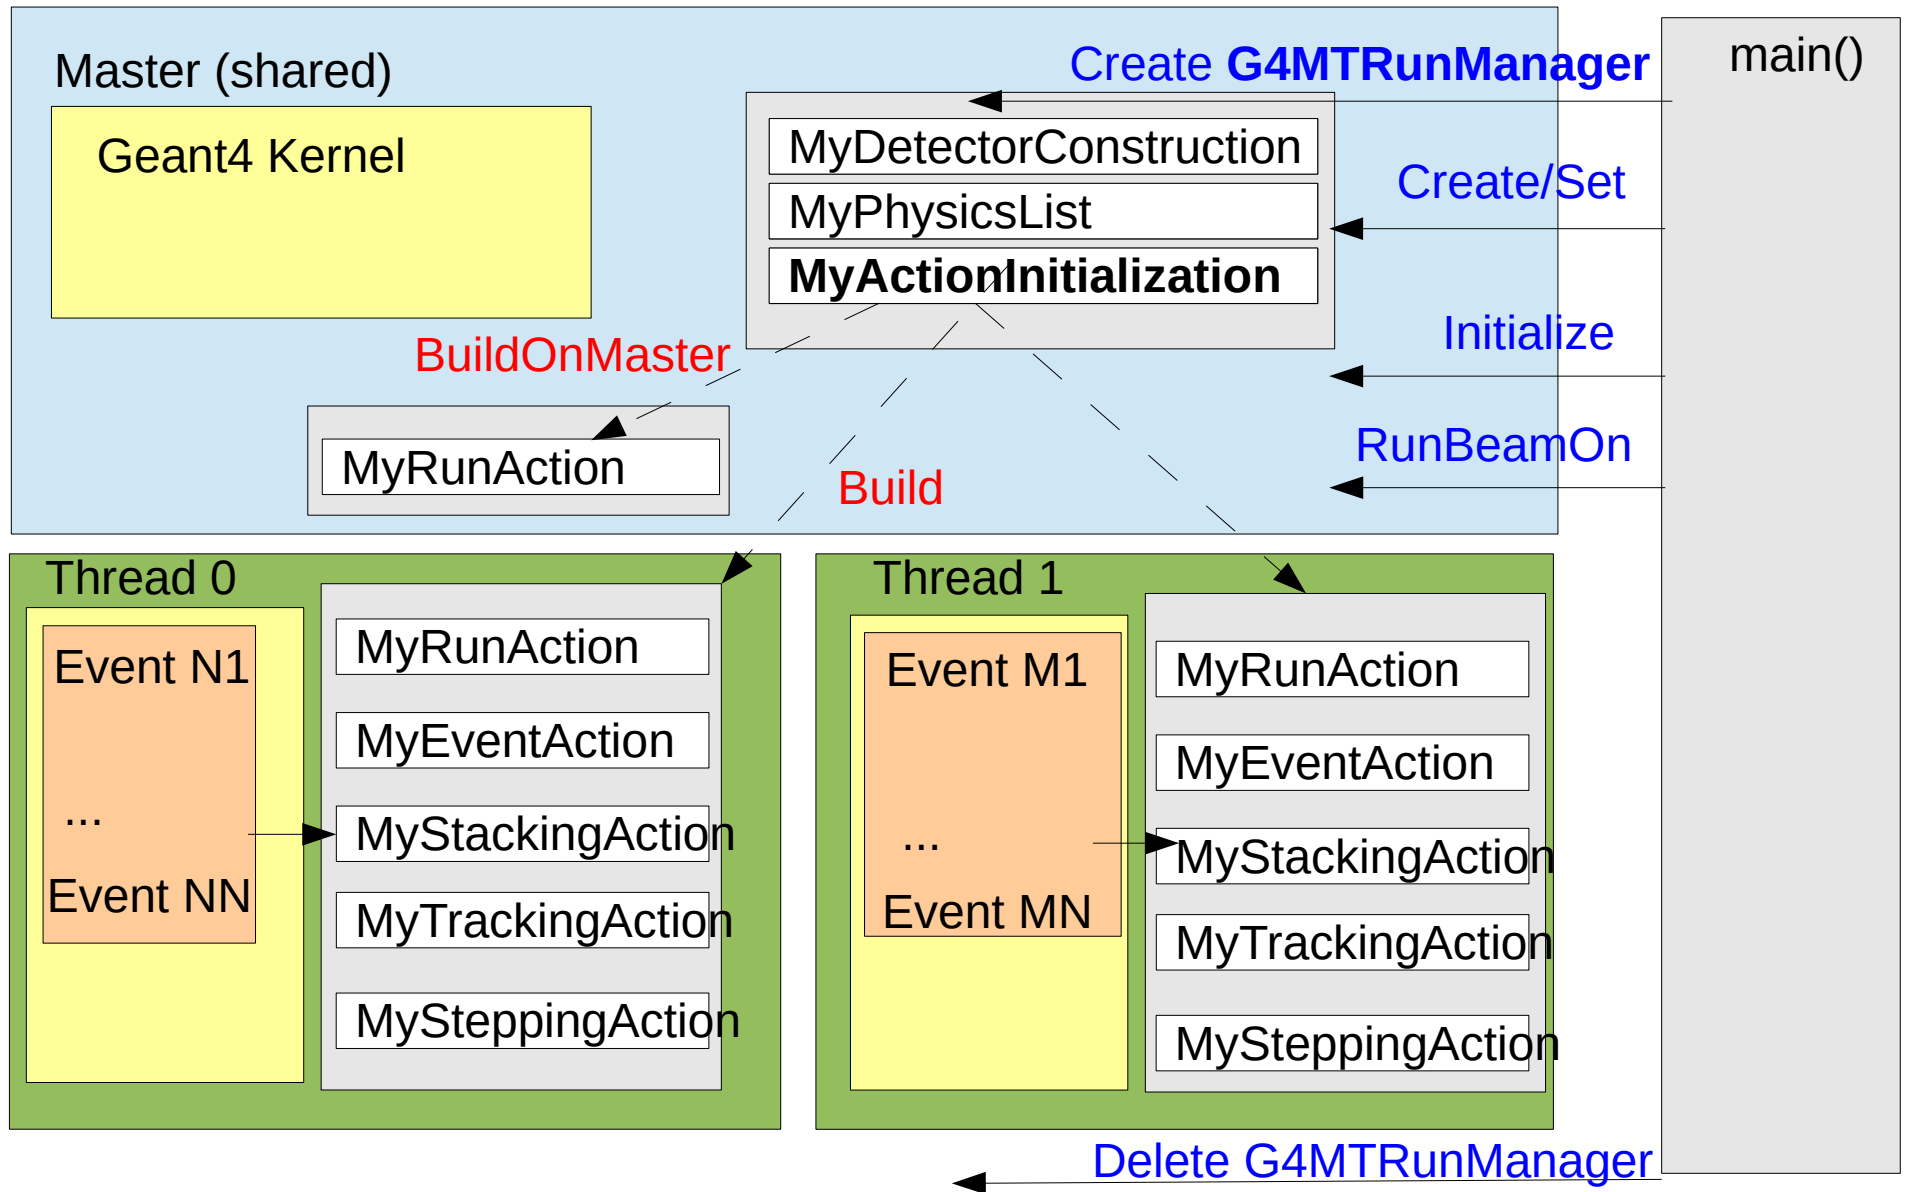 Master (shared)
Geant4 Kernel
Create G4MTRunManager
main()
MyDetectorConstruction
MyPhysicsList
MyActionInitialization
Create/Set
Initialize
RunBeamOn
BuildOnMaster
MyRunAction
Build
Thread 0
Event N1
...
Event NN
MyRunAction
MyEventAction
MyStackingAction
MyTrackingAction
MySteppingAction
Thread 1
Event M1
...
Event MN
MyRunAction
MyEventAction
MyStackingAction
MyTrackingAction
MySteppingAction
Delete G4MTRunManager